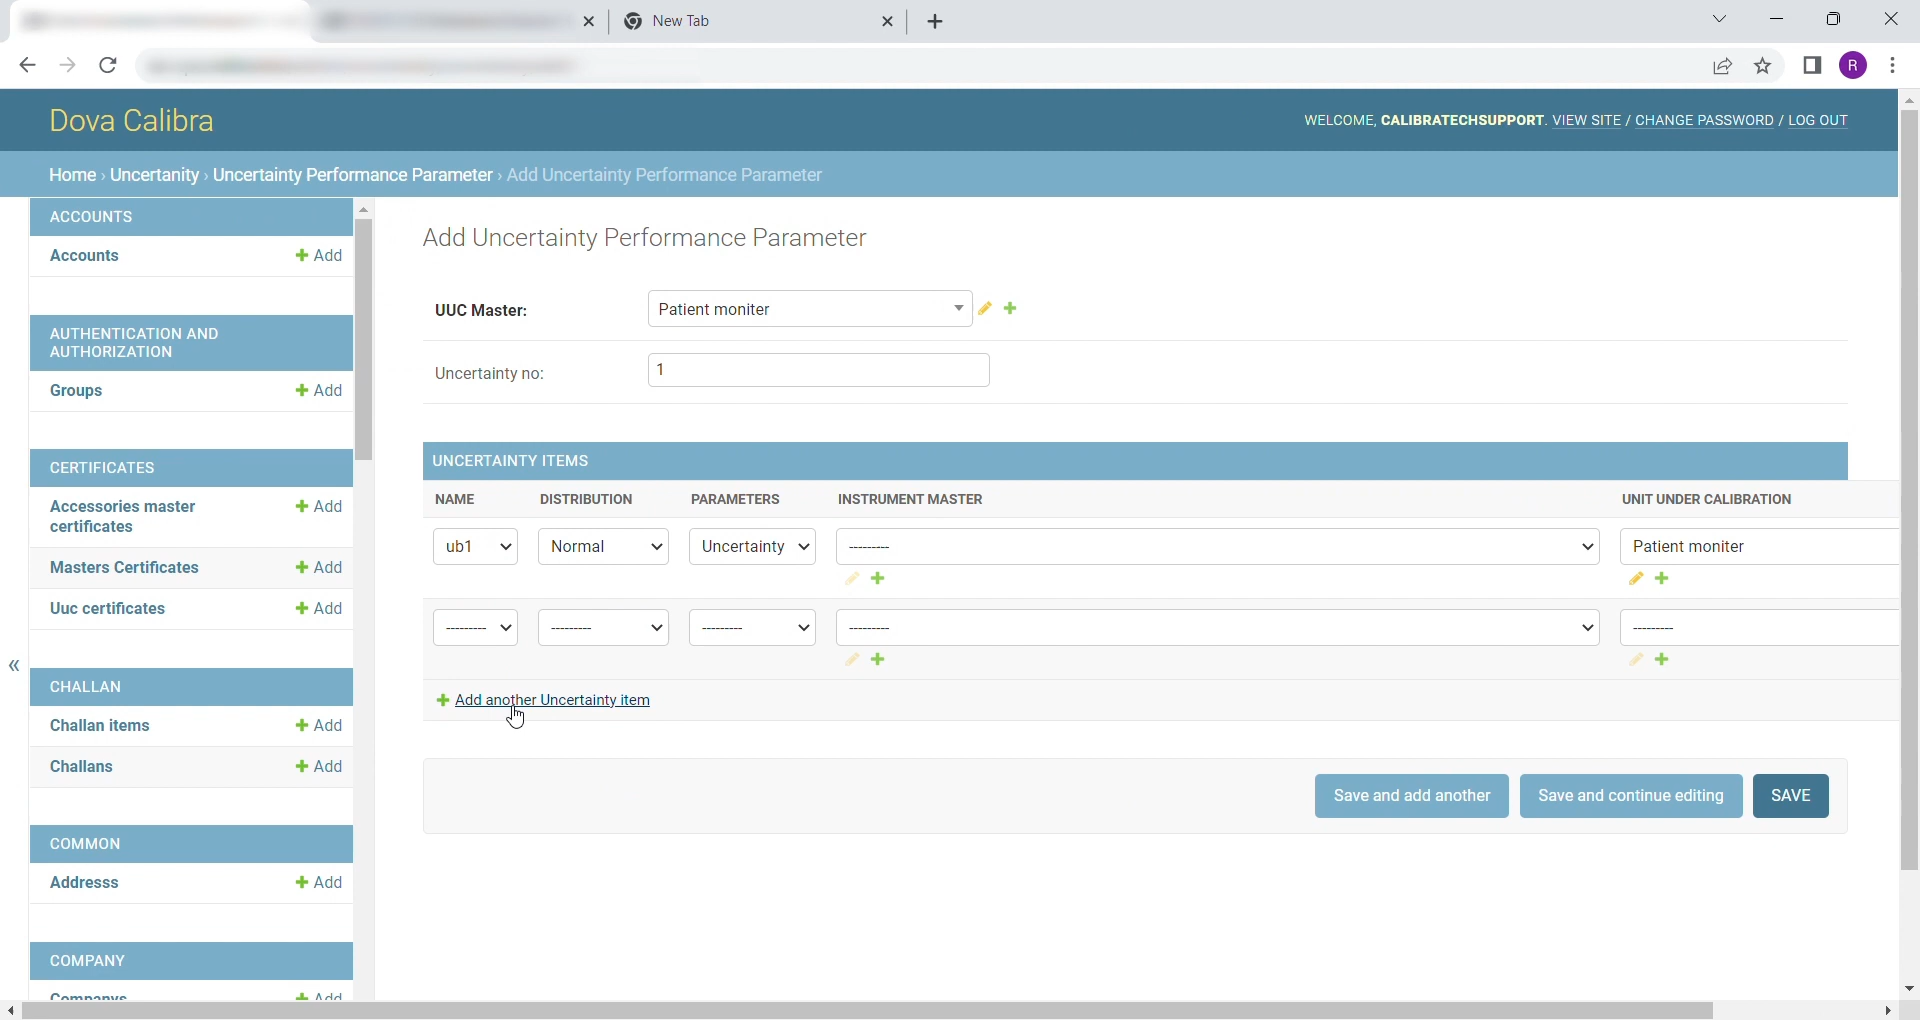 New Tab
R
Dova Calibra
WELCOME, CALIBRATECHSUPPORT. VIEW SITE / CHANGE PASSWORD / LOG OUT
Home › Uncertanity › Uncertainty Performance Parameter › Add Uncertainty Performance Parameter
ACCOUNTS
Accounts + Add
AUTHENTICATION AND
AUTHORIZATION
Groups + Add
CERTIFICATES
Accessories master + Add
certificates
Masters Certificates + Add
Uuc certificates + Add
«
CHALLAN
Challan items + Add
Challans + Add
COMMON
Addresss + Add
COMPANY
Companys + Add
Add Uncertainty Performance Parameter
UUC Master: Patient moniter
Uncertainty no: 1
UNCERTAINTY ITEMS
NAME DISTRIBUTION PARAMETERS INSTRUMENT MASTER UNIT UNDER CALIBRATION
ub1 Normal Uncertainty --------- Patient moniter
--------- --------- --------- --------- ---------
+ Add another Uncertainty item
Save and add another Save and continue editing SAVE